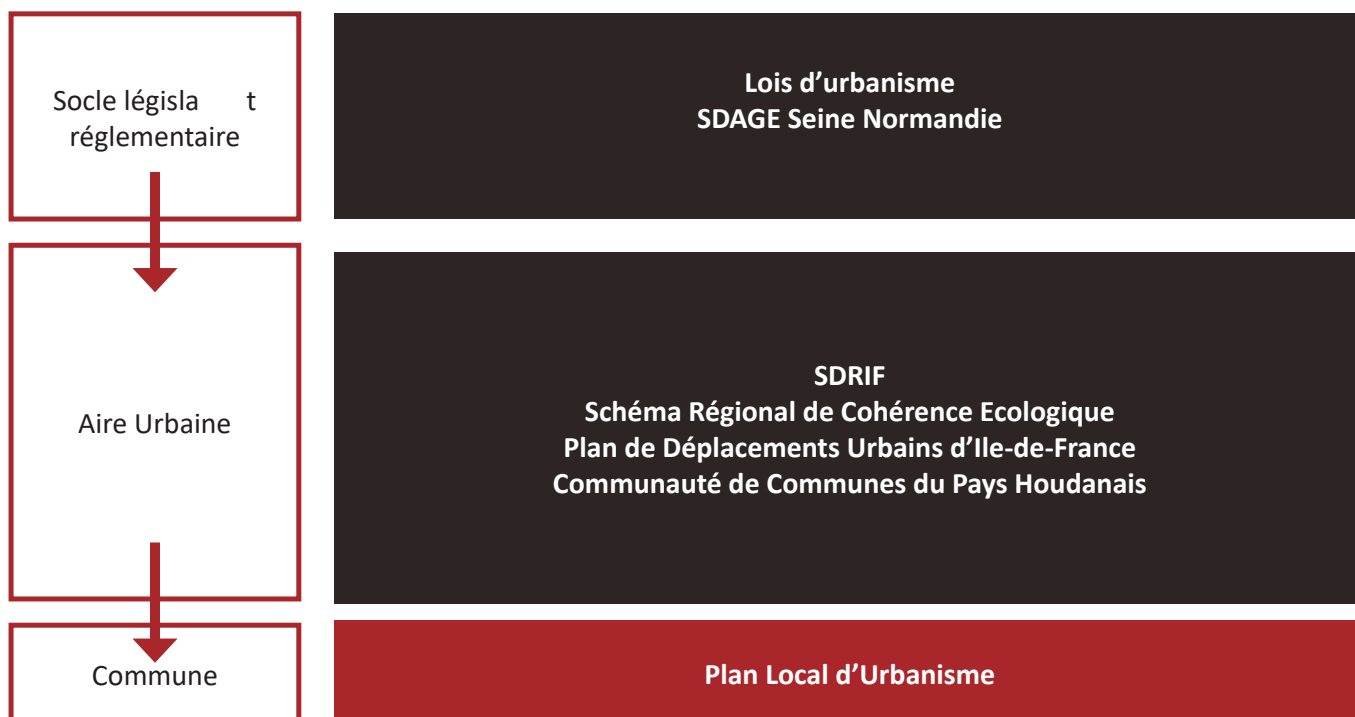 Socle législa t
réglementaire
Lois d’urbanisme
SDAGE Seine Normandie
Aire Urbaine
SDRIF
Schéma Régional de Cohérence Ecologique
Plan de Déplacements Urbains d’Ile-de-France
Communauté de Communes du Pays Houdanais
Commune
Plan Local d’Urbanisme